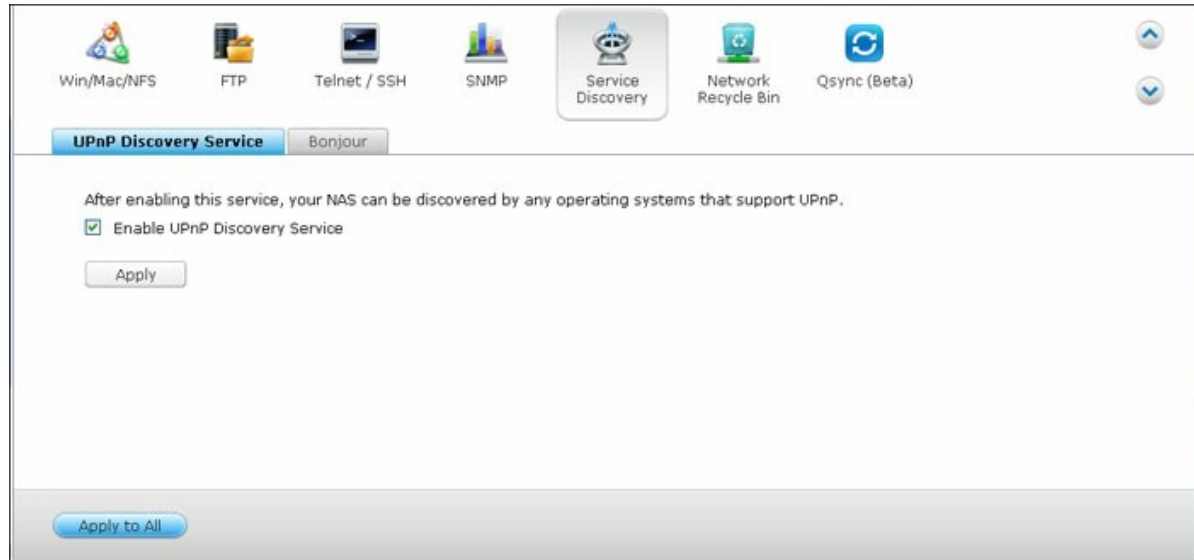 Win/Mac/NFS
FTP
Telnet / SSH
SNMP
Service
Discovery
Network
Recycle Bin
Qsync (Beta)
UPnP Discovery Service
Bonjour
After enabling this service, your NAS can be discovered by any operating systems that support UPnP.
Enable UPnP Discovery Service
Apply
Apply to All